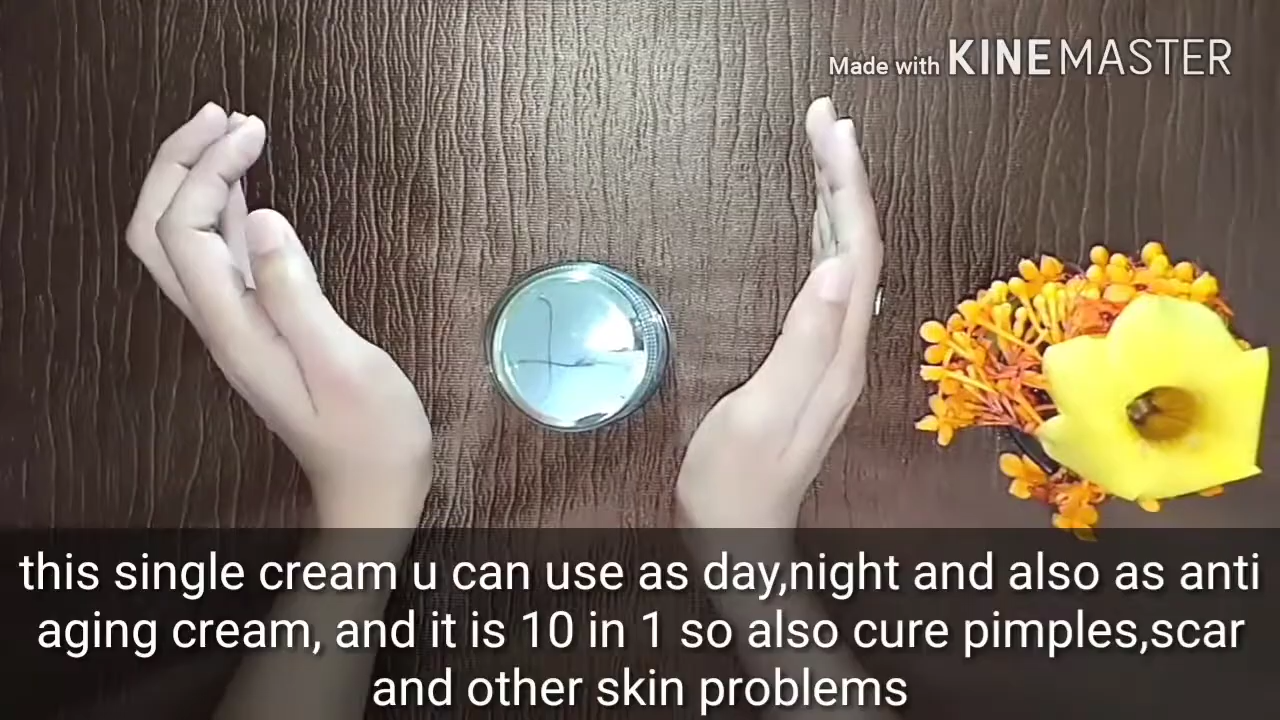 Made with KINEMASTER
this single cream u can use as day,night and also as anti
aging cream, and it is 10 in 1 so also cure pimples,scar
and other skin problems